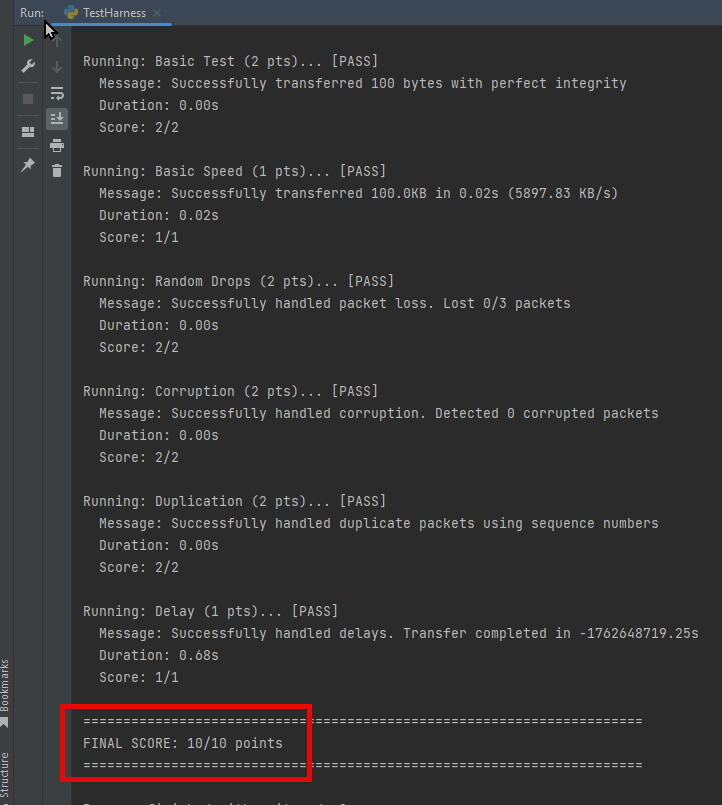 Run:
TestHarness
Running: Basic Test (2 pts)... [PASS]
Message: Successfully transferred 100 bytes with perfect integrity
Duration: 0.00s
Score: 2/2
Running: Basic Speed (1 pts)... [PASS]
Message: Successfully transferred 100.0KB in 0.02s (5897.83 KB/s)
Duration: 0.02s
Score: 1/1
Running: Random Drops (2 pts)... [PASS]
Message: Successfully handled packet loss. Lost 0/3 packets
Duration: 0.00s
Score: 2/2
Running: Corruption (2 pts)... [PASS]
Message: Successfully handled corruption. Detected 0 corrupted packets
Duration: 0.00s
Score: 2/2
Running: Duplication (2 pts)... [PASS]
Message: Successfully handled duplicate packets using sequence numbers
Duration: 0.00s
Score: 2/2
Running: Delay (1 pts)... [PASS]
Message: Successfully handled delays. Transfer completed in -1762648719.25s
Duration: 0.68s
Score: 1/1
======================================================================
FINAL SCORE: 10/10 points
======================================================================
Bookmarks
Structure